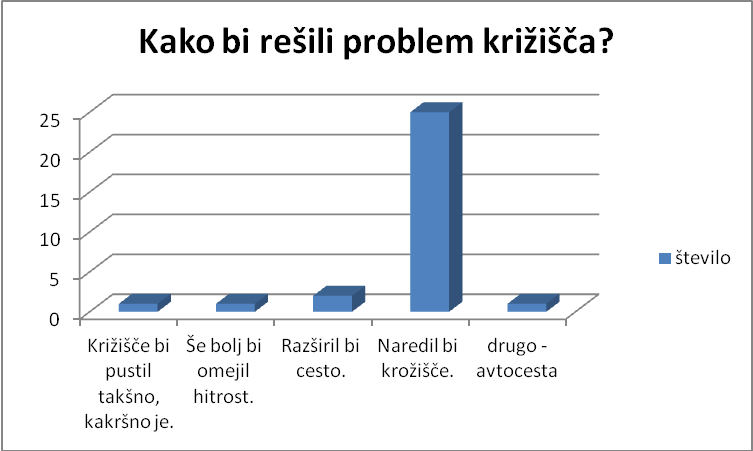 Kako bi rešili problem križišča?
25
20
15
10
5
0
Križišče bi
pustil
takšno,
kakršno je.
Še bolj bi
omejil
hitrost.
Razširil bi
cesto.
Naredil bi
krožišče.
drugo -
avtocesta
število